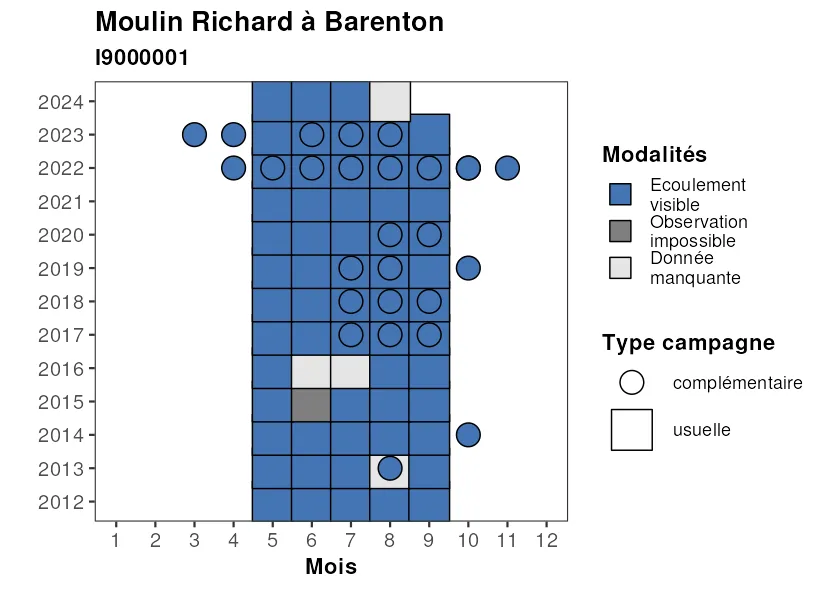 Moulin Richard à Barenton
I9000001
2024
2023
2022
2021
2020
2019
2018
2017
2016
2015
2014
2013
2012
1 2 3 4 5 6 7 8 9 10 11 12
Mois
Modalités
Ecoulement
visible
Observation
impossible
Donnée
manquante
Type campagne
complémentaire
usuelle